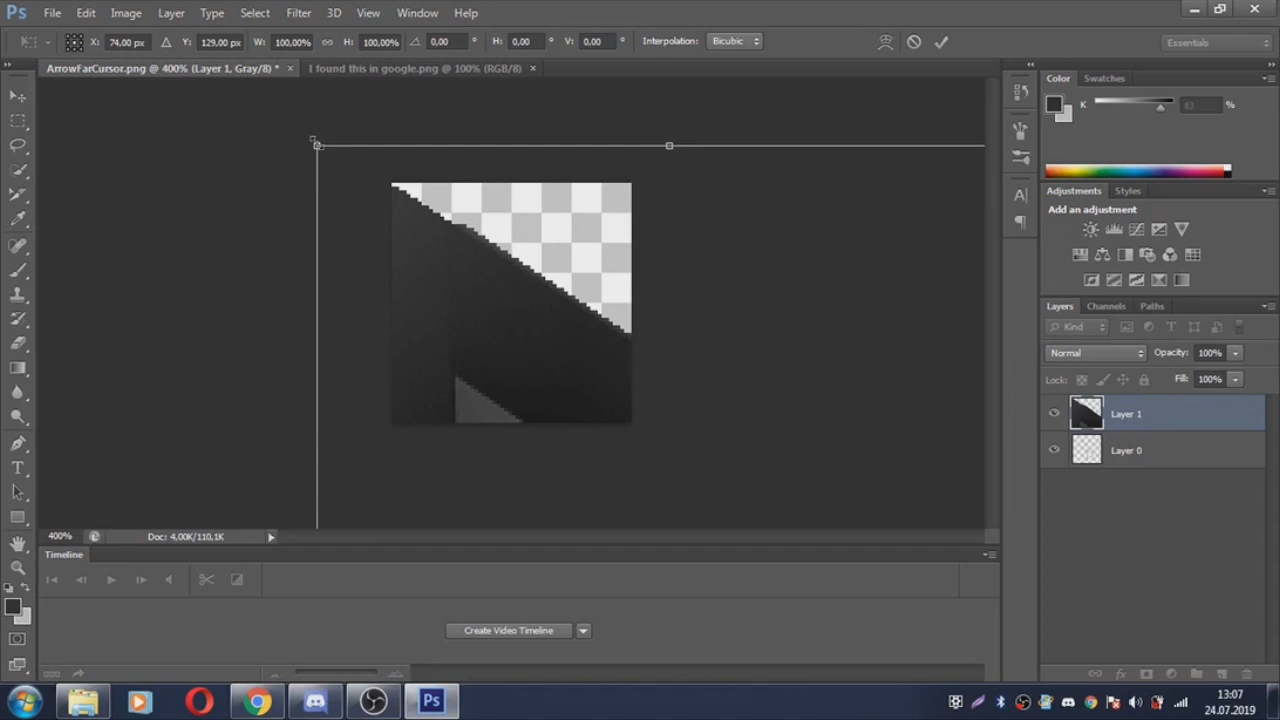 Ps File Edit Image Layer Type Select Filter 3D View Window Help
X: 74,00 px Y: 129,00 px W: 100,00% H: 100,00% 0,00 ° H: 0,00 ° V: 0,00 ° Interpolation: Bicubic Essentials
ArrowFarCursor.png @ 400% (Layer 1, Gray/8) * × I found this in google.png @ 100% (RGB/8) ×
Color Swatches
K 83 %
Adjustments Styles
Add an adjustment
Layers Channels Paths
Kind
Normal Opacity: 100%
Lock: Fill: 100%
Layer 1
Layer 0
400% Doc: 4,00K/110,1K
Timeline
Create Video Timeline
Ps
13:07
24.07.2019